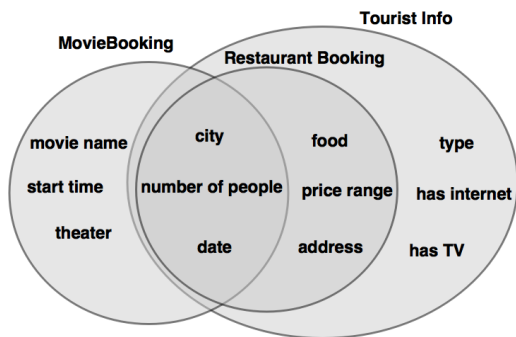 Tourist Info
MovieBooking
Restaurant Booking
movie name
city
food
type
start time
number of people
price range
has internet
theater
date
address
has TV